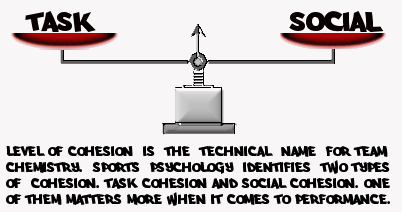 TASK SOCIAL
LEVEL OF COHESION IS THE TECHNICAL NAME FOR TEAM
CHEMISTRY. SPORTS PSYCHOLOGY IDENTIFIES TWO TYPES
OF COHESION. TASK COHESION AND SOCIAL COHESION. ONE
OF THEM MATTERS MORE WHEN IT COMES TO PERFORMANCE.